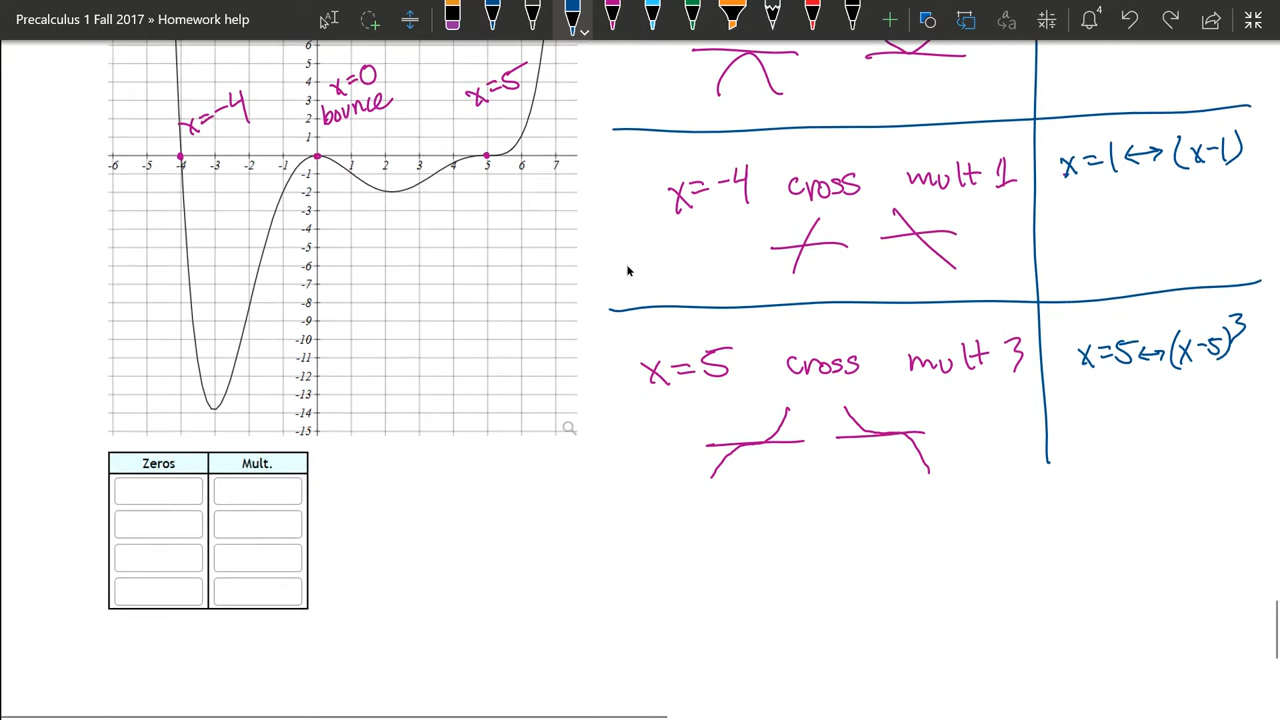 Precalculus 1 Fall 2017 » Homework help
4
6
5
4
3
2
1
-1
-2
-3
-4
-5
-6
-7
-8
-9
-10
-11
-12
-13
-14
-15
-6 -5 -4 -3 -2 -1 1 2 3 4 5 6 7
x=-4
x=0
bounce
x=5
x=-4 cross mult 1
x=1↔(x-1)
x=5 cross mult 3
x=5↔(x-5)³
Zeros Mult.